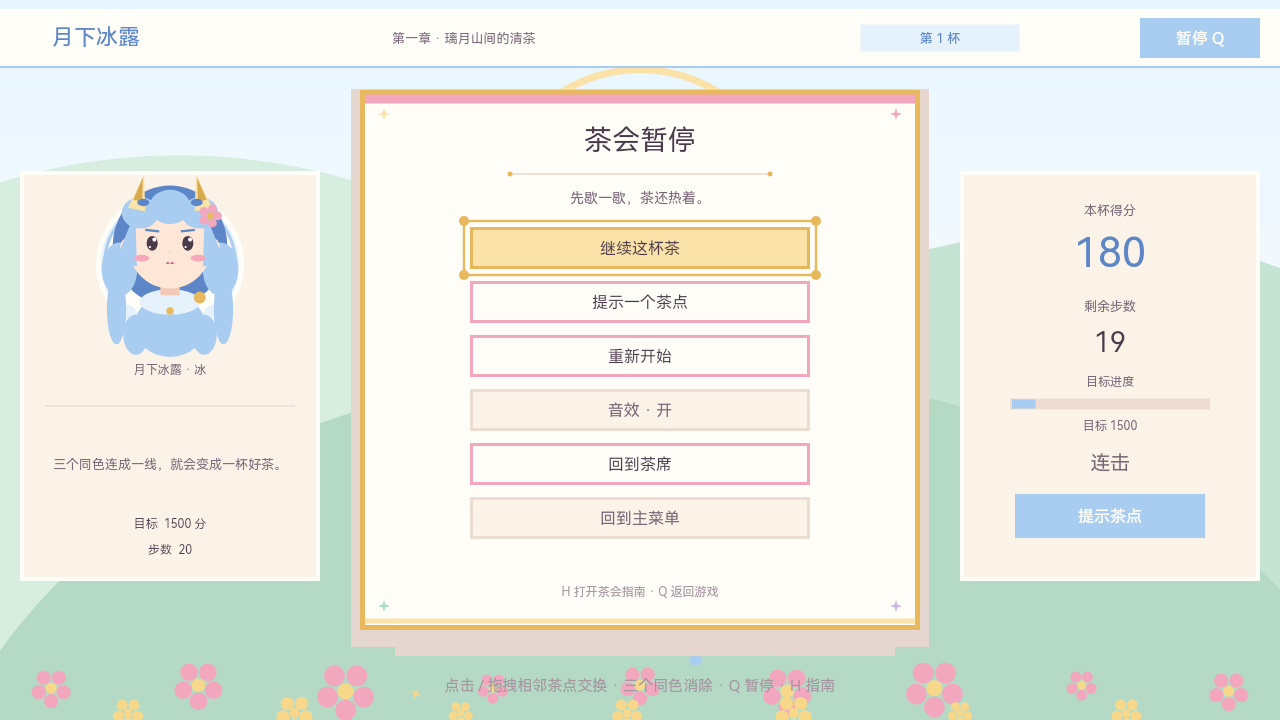 月下冰露
第一章 · 璃月山间的清茶
第 1 杯
暂停 Q
茶会暂停
先歇一歇，茶还热着。
继续这杯茶
提示一个茶点
重新开始
音效 · 开
回到茶席
回到主菜单
H 打开茶会指南 · Q 返回游戏
月下冰露 · 冰
三个同色连成一线，就会变成一杯好茶。
目标 1500 分
步数 20
本杯得分
180
剩余步数
19
目标进度
目标 1500
连击
提示茶点
点击 / 拖拽相邻茶点交换 · 三个同色消除 · Q 暂停 · H 指南